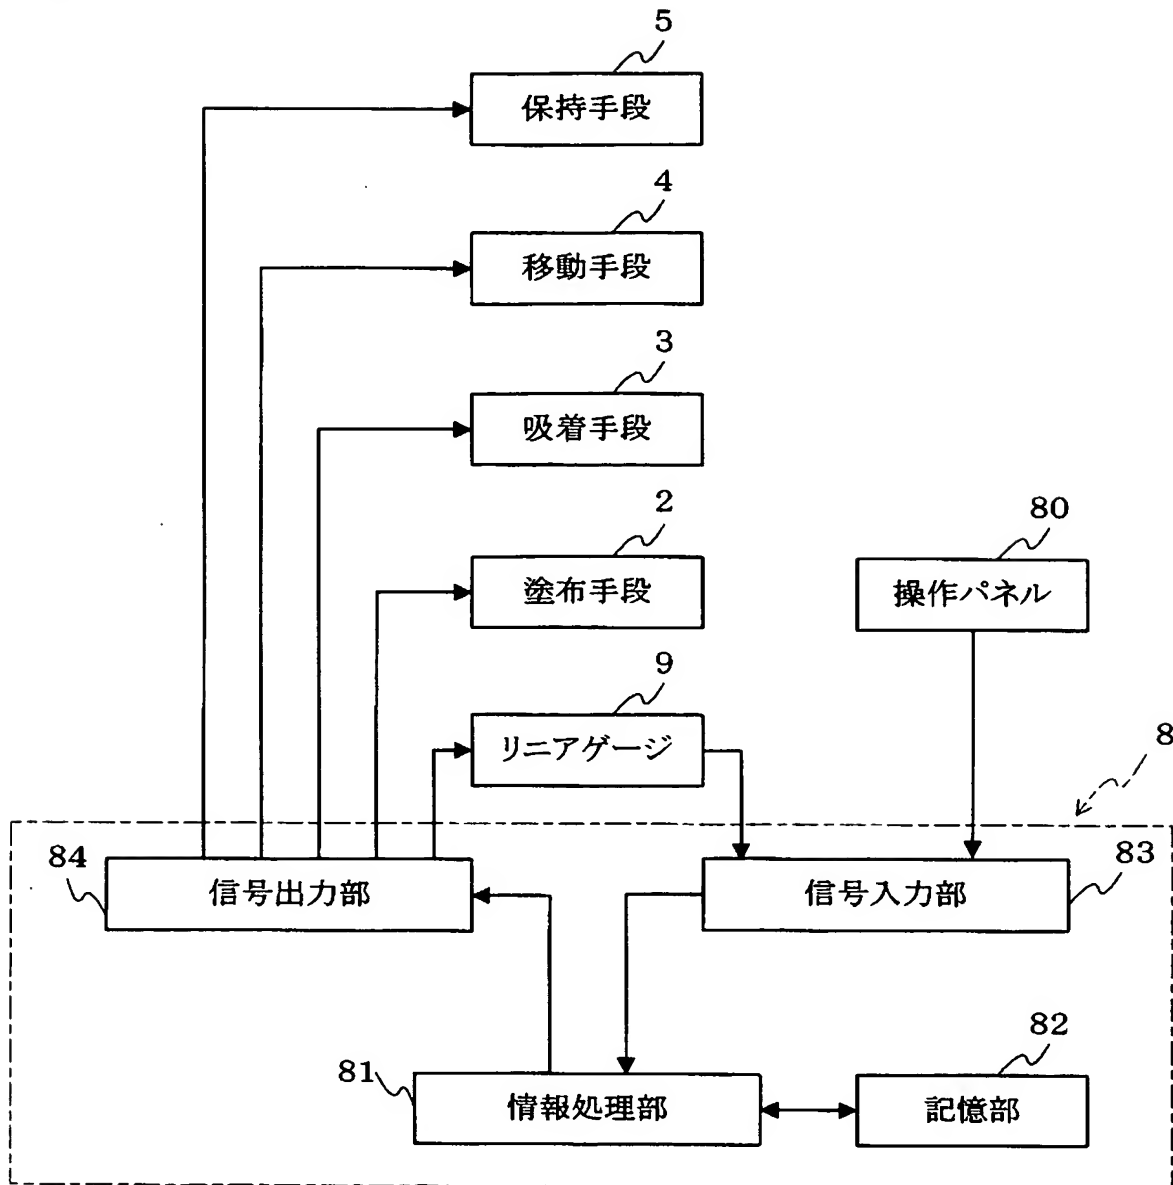 5
保持手段
4
移動手段
3
吸着手段
2
塗布手段
80
操作パネル
9
リニアゲージ
8
84
信号出力部
83
信号入力部
82
81
情報処理部
記憶部